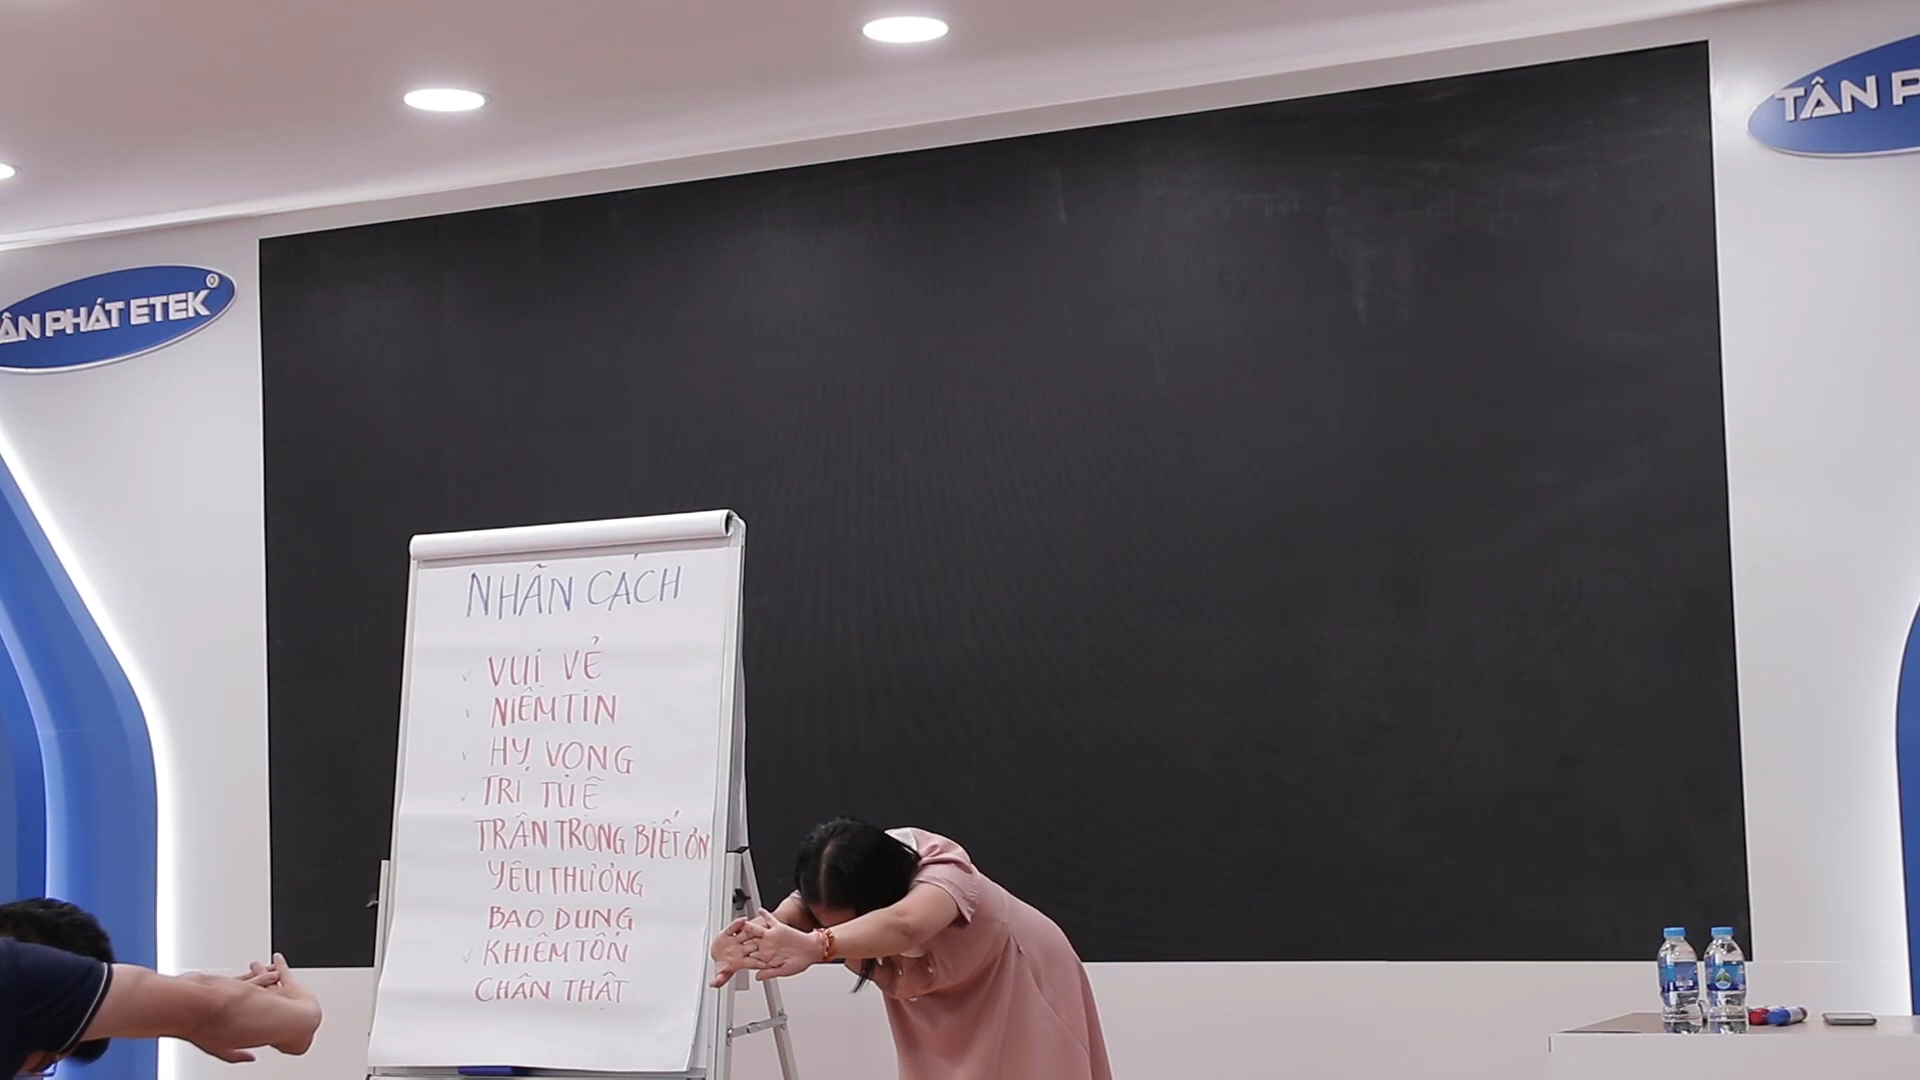 TÂN P
ÂN PHÁT ETEK®
NHÂN CÁCH
VUI VẺ
NIỀM TIN
HY VỌNG
TRÍ TUỆ
TRÂN TRỌNG BIẾT ƠN
YÊU THƯƠNG
BAO DUNG
KHIÊM TỐN
CHÂN THẬT